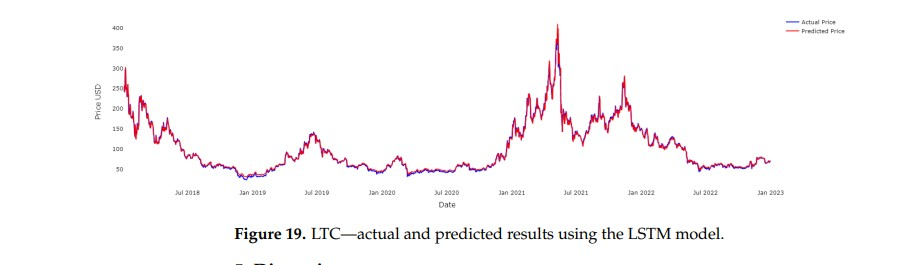 Actual Price
Predicted Price
400
350
300
250
200
150
100
50
Price USD
Jul 2018 Jan 2019 Jul 2019 Jan 2020 Jul 2020 Jan 2021 Jul 2021 Jan 2022 Jul 2022 Jan 2023
Date
Figure 19. LTC—actual and predicted results using the LSTM model.